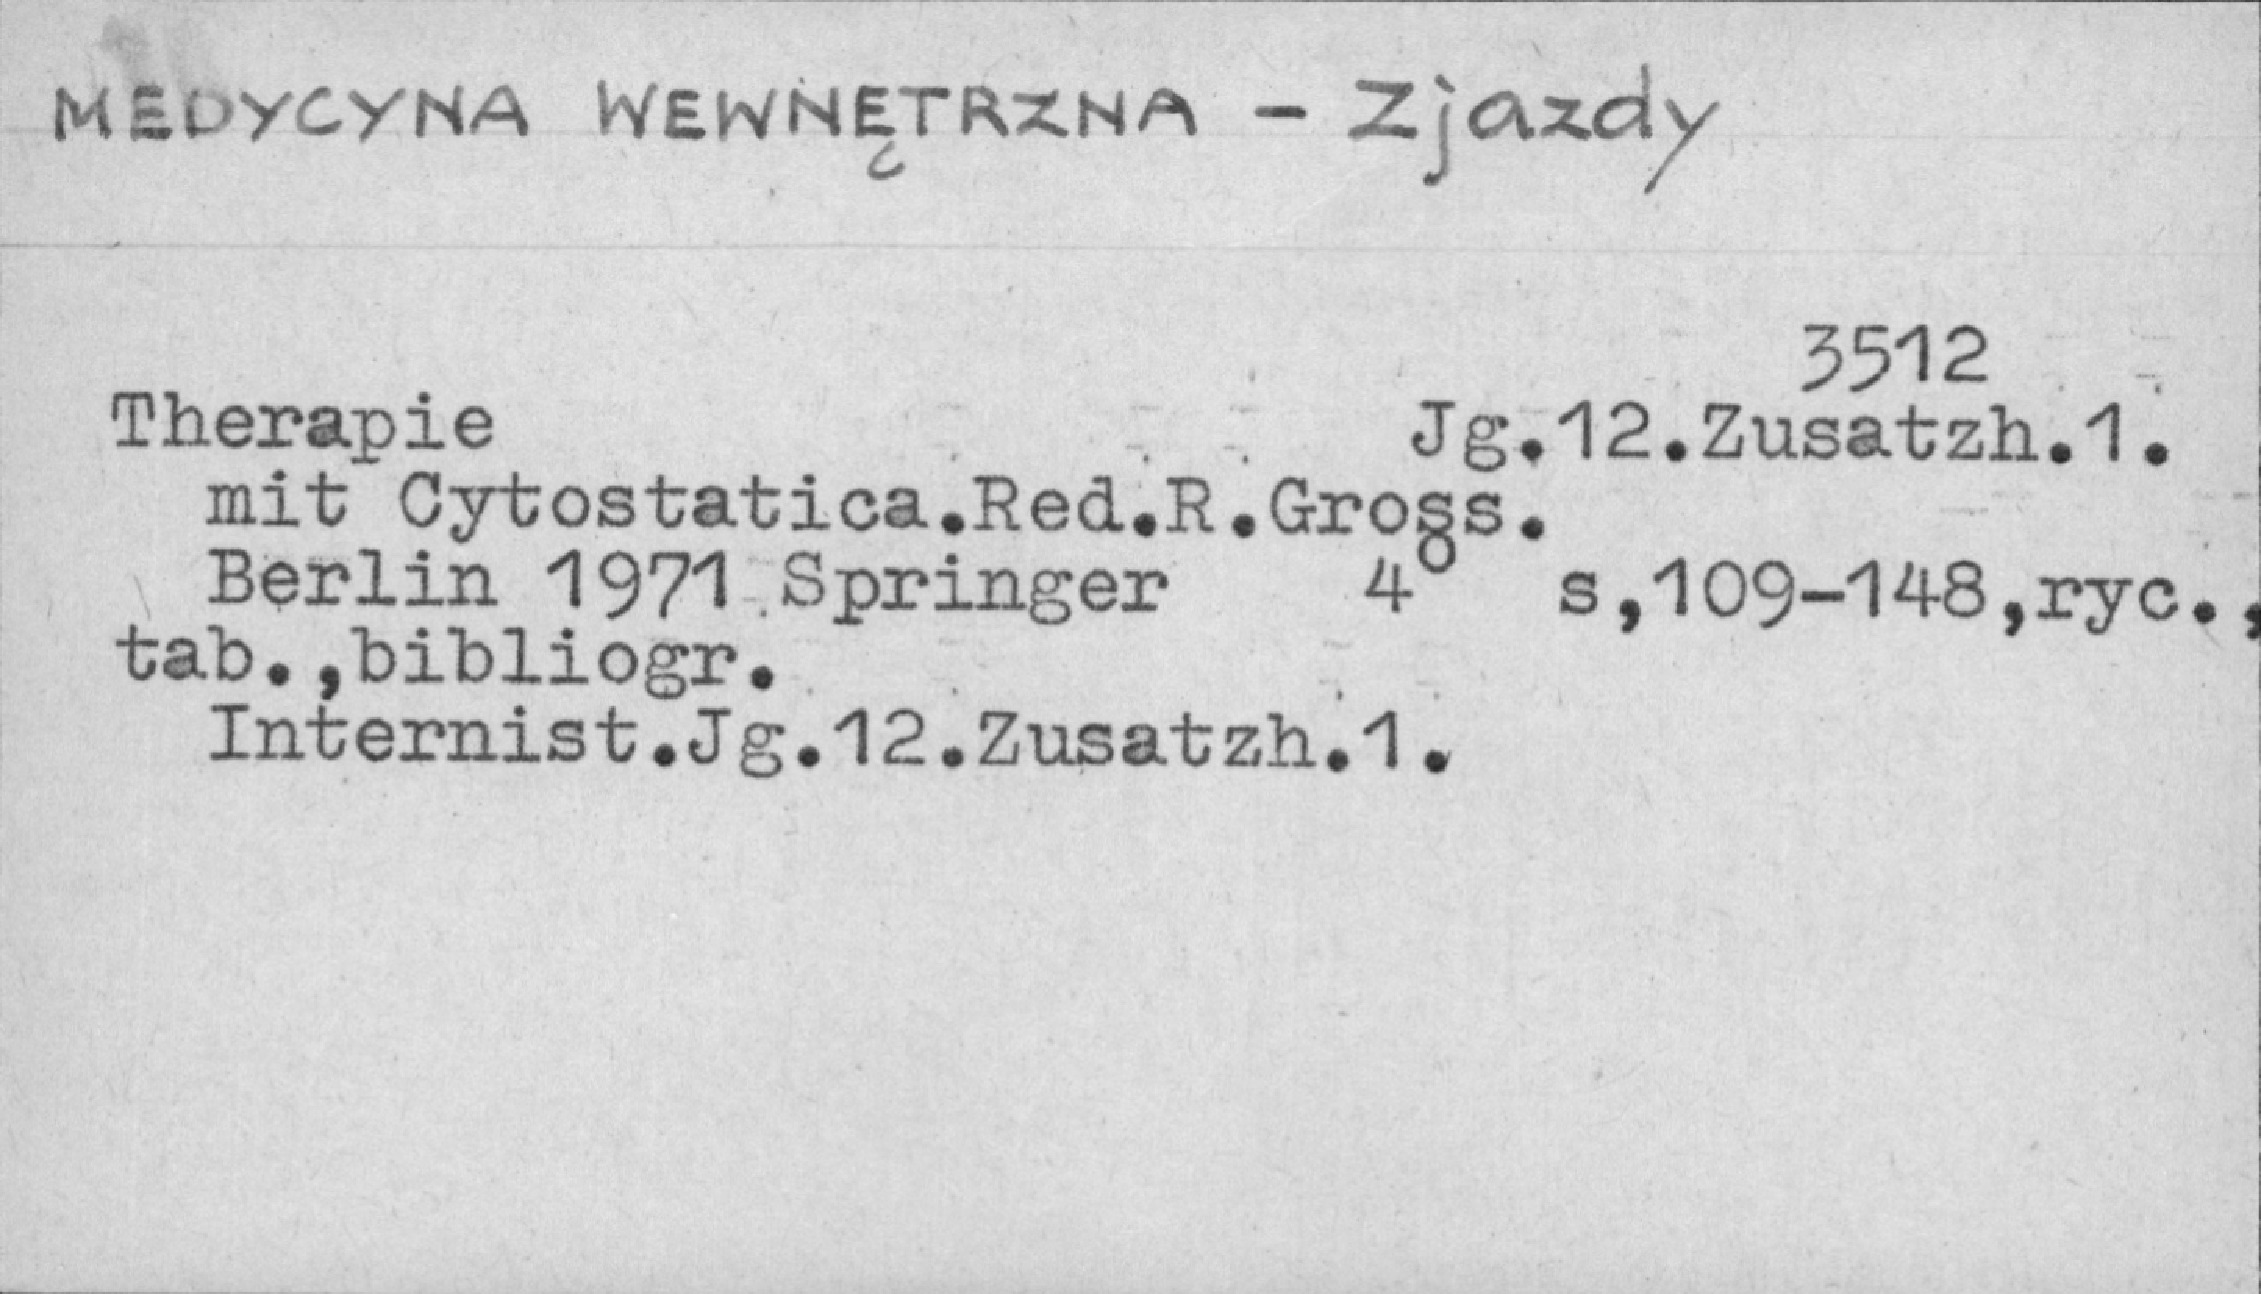 MEDYCYNA WEWNĘTRZNA - Zjazdy
3512
Therapie Jg.12.Zusatzh.1.
mit Cytostatica.Red.R.Gross.
Berlin 1971 Springer 4° s,109-148,ryc.,
tab.,bibliogr.
Internist.Jg.12.Zusatzh.1.